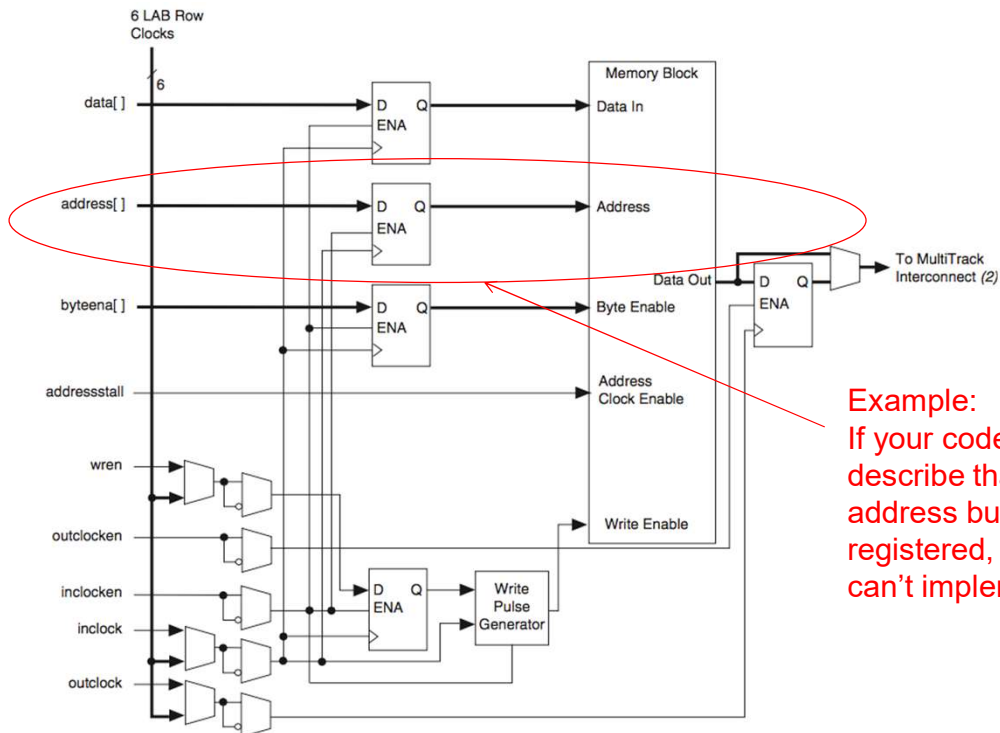 6 LAB Row
Clocks
6
data[ ]
D Q
ENA
Memory Block
Data In
address[ ]
D Q
ENA
Address
byteena[ ]
D Q
ENA
Byte Enable
Data Out
D Q
ENA
To MultiTrack
Interconnect (2)
addressstall
Address
Clock Enable
wren
outclocken
inclocken
inclock
outclock
D Q
ENA
Write
Pulse
Generator
Write Enable
Example:
If your code
describe tha
address bu
registered,
can't impler